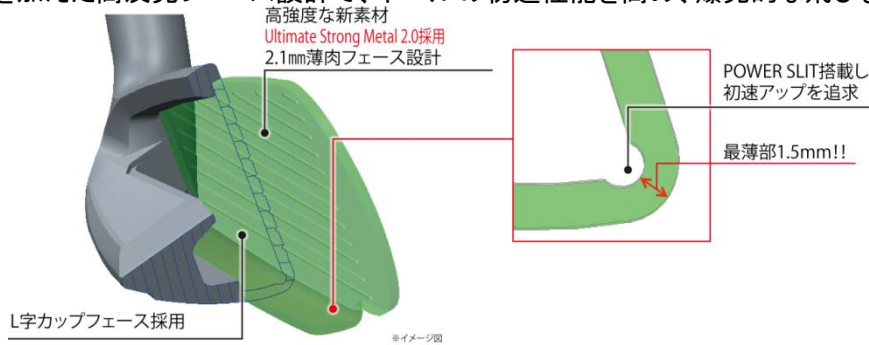 高強度な新素材
Ultimate Strong Metal 2.0採用
2.1㎜薄肉フェース設計
POWER SLIT搭載し
初速アップを追求
最薄部1.5mm!!
L字カップフェース採用
※イメージ図